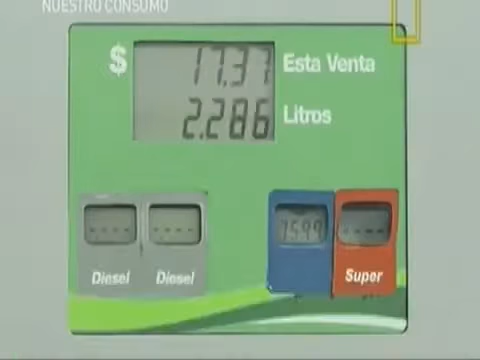 NUESTRO CONSUMO
$ 17.37 Esta Venta
2.286 Litros
7.599
Diesel Diesel Super